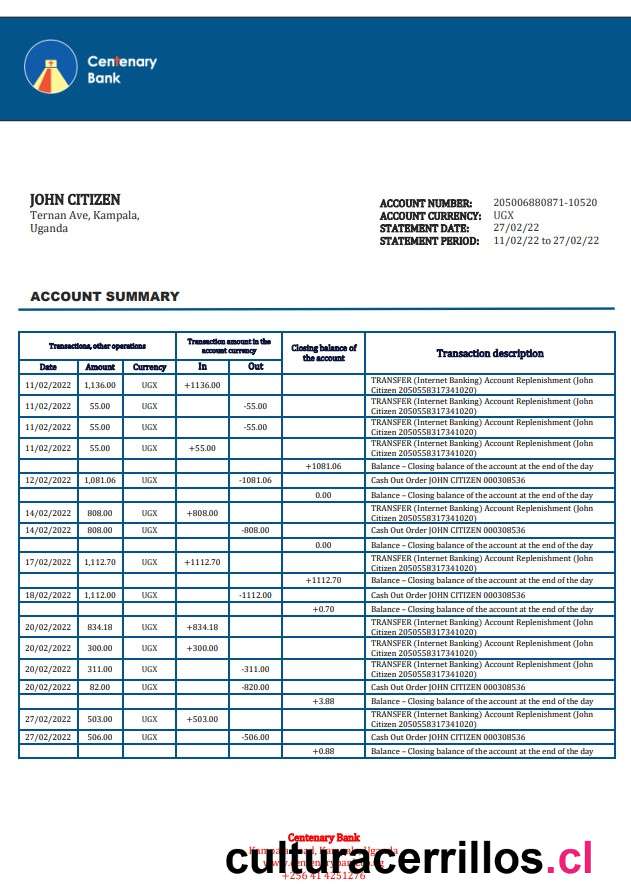 Centenary
Bank
JOHN CITIZEN
Ternan Ave, Kampala,
Uganda
ACCOUNT NUMBER: 205006880871-10520
ACCOUNT CURRENCY: UGX
STATEMENT DATE: 27/02/22
STATEMENT PERIOD: 11/02/22 to 27/02/22
ACCOUNT SUMMARY
Transactions, other operations
Transaction amount in the
account currency
Closing balance of
the account
Transaction description
Date Amount Currency In Out
11/02/2022 1,136.00 UGX +1136.00 TRANSFER (Internet Banking) Account Replenishment (John
Citizen 2050558317341020)
11/02/2022 55.00 UGX -55.00 TRANSFER (Internet Banking) Account Replenishment (John
Citizen 2050558317341020)
11/02/2022 55.00 UGX -55.00 TRANSFER (Internet Banking) Account Replenishment (John
Citizen 2050558317341020)
11/02/2022 55.00 UGX +55.00 TRANSFER (Internet Banking) Account Replenishment (John
Citizen 2050558317341020)
+1081.06 Balance – Closing balance of the account at the end of the day
12/02/2022 1,081.06 UGX -1081.06 Cash Out Order JOHN CITIZEN 000308536
0.00 Balance – Closing balance of the account at the end of the day
14/02/2022 808.00 UGX +808.00 TRANSFER (Internet Banking) Account Replenishment (John
Citizen 2050558317341020)
14/02/2022 808.00 UGX -808.00 Cash Out Order JOHN CITIZEN 000308536
0.00 Balance – Closing balance of the account at the end of the day
17/02/2022 1,112.70 UGX +1112.70 TRANSFER (Internet Banking) Account Replenishment (John
Citizen 2050558317341020)
+1112.70 Balance – Closing balance of the account at the end of the day
18/02/2022 1,112.00 UGX -1112.00 Cash Out Order JOHN CITIZEN 000308536
+0.70 Balance – Closing balance of the account at the end of the day
20/02/2022 834.18 UGX +834.18 TRANSFER (Internet Banking) Account Replenishment (John
Citizen 2050558317341020)
20/02/2022 300.00 UGX +300.00 TRANSFER (Internet Banking) Account Replenishment (John
Citizen 2050558317341020)
20/02/2022 311.00 UGX -311.00 TRANSFER (Internet Banking) Account Replenishment (John
Citizen 2050558317341020)
20/02/2022 82.00 UGX -820.00 Cash Out Order JOHN CITIZEN 000308536
+3.88 Balance – Closing balance of the account at the end of the day
27/02/2022 503.00 UGX +503.00 TRANSFER (Internet Banking) Account Replenishment (John
Citizen 2050558317341020)
27/02/2022 506.00 UGX -506.00 Cash Out Order JOHN CITIZEN 000308536
+0.88 Balance – Closing balance of the account at the end of the day
Centenary Bank
culturacerrillos.cl
+256 41 4251276